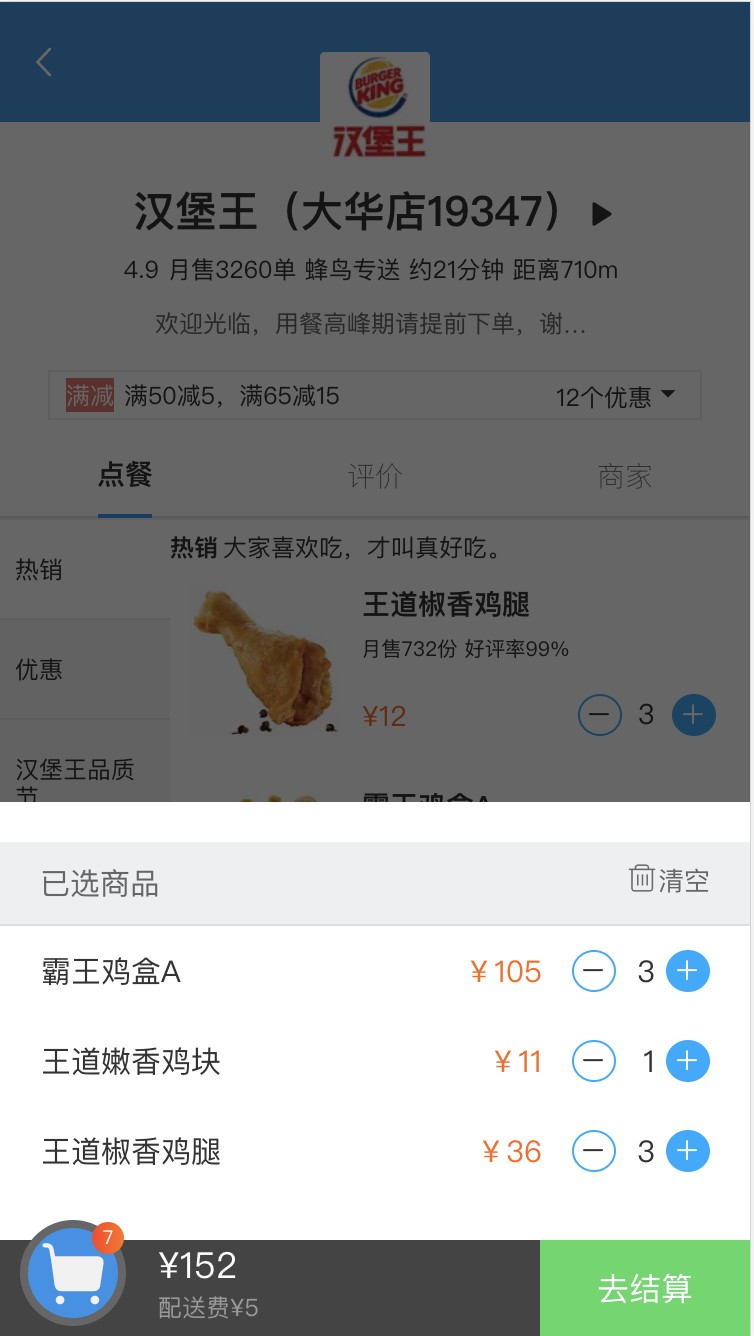 BURGER
KING
汉堡王
汉堡王（大华店19347）
4.9 月售3260单 蜂鸟专送 约21分钟 距离710m
欢迎光临，用餐高峰期请提前下单，谢...
满减 满50减5，满65减15 12个优惠
点餐 评价 商家
热销 大家喜欢吃，才叫真好吃。
热销
王道椒香鸡腿
月售732份 好评率99%
优惠
¥12 3
汉堡王品质
节
霸王鸡盒A
已选商品 清空
霸王鸡盒A ¥105 3
王道嫩香鸡块 ¥11 1
王道椒香鸡腿 ¥36 3
7
¥152
配送费¥5
去结算